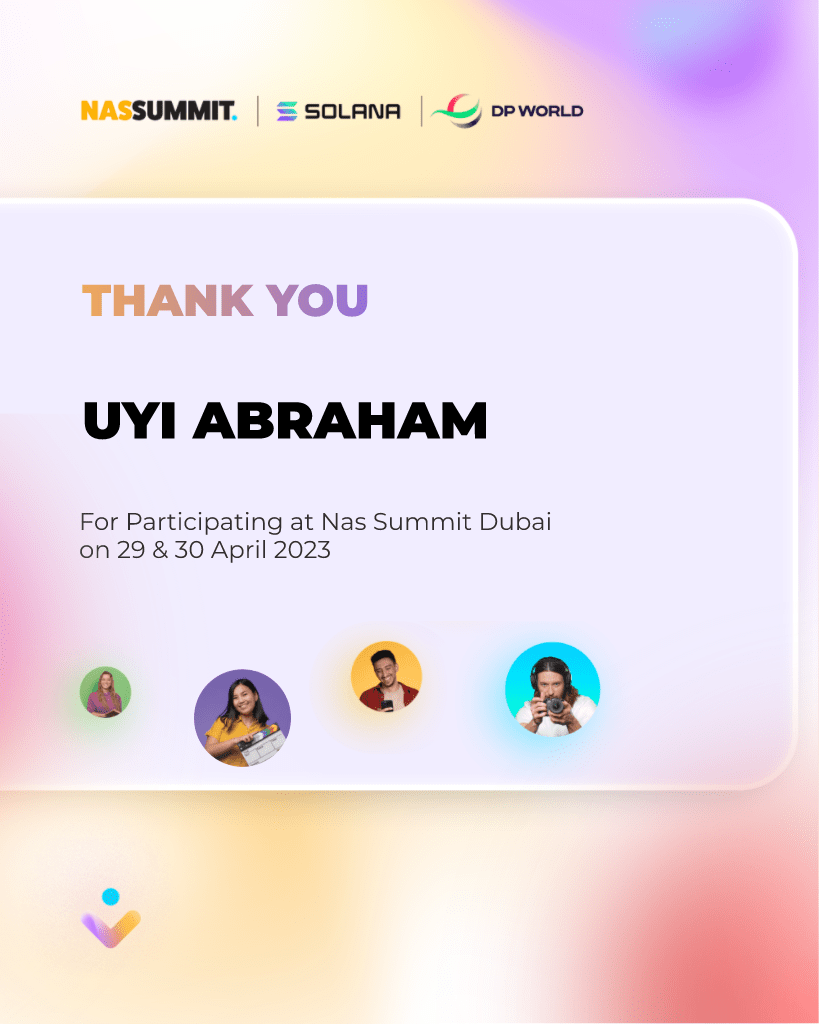 NASSUMMIT. | SOLANA | DP WORLD
THANK YOU
UYI ABRAHAM
For Participating at Nas Summit Dubai
on 29 & 30 April 2023